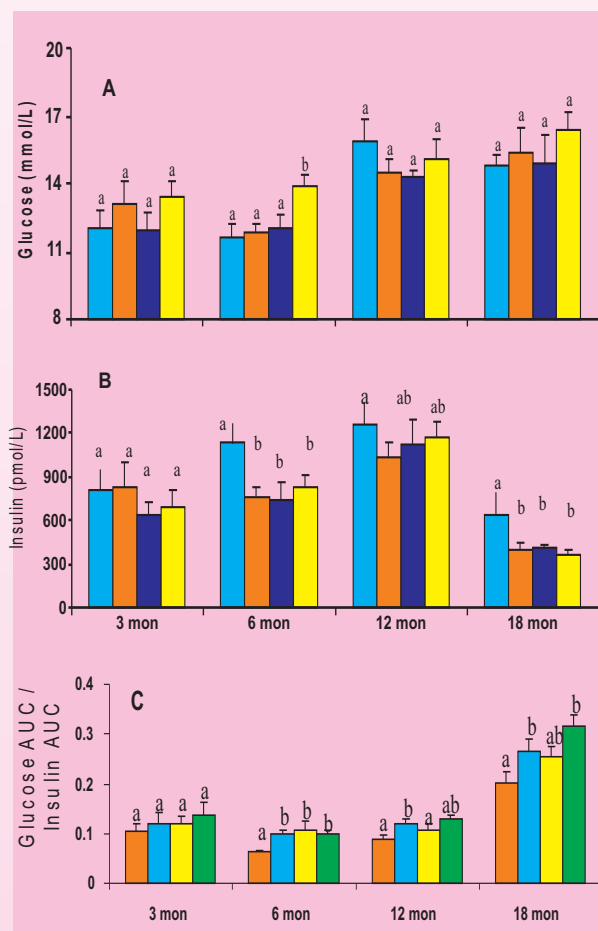 20
A
17
14
11
8
Glucose (mmol/L)
a a a a
a a a b
a a a a
a a a a
B
1500
1200
900
600
300
0
Insulin (pmol/L)
a a a a
a b b b
a ab ab
a b b b
3 mon 6 mon 12 mon 18 mon
C
0.4
0.3
0.2
0.1
0
Glucose AUC /
Insulin AUC
a a a a
a b b b
a b a ab
a b ab b
3 mon 6 mon 12 mon 18 mon